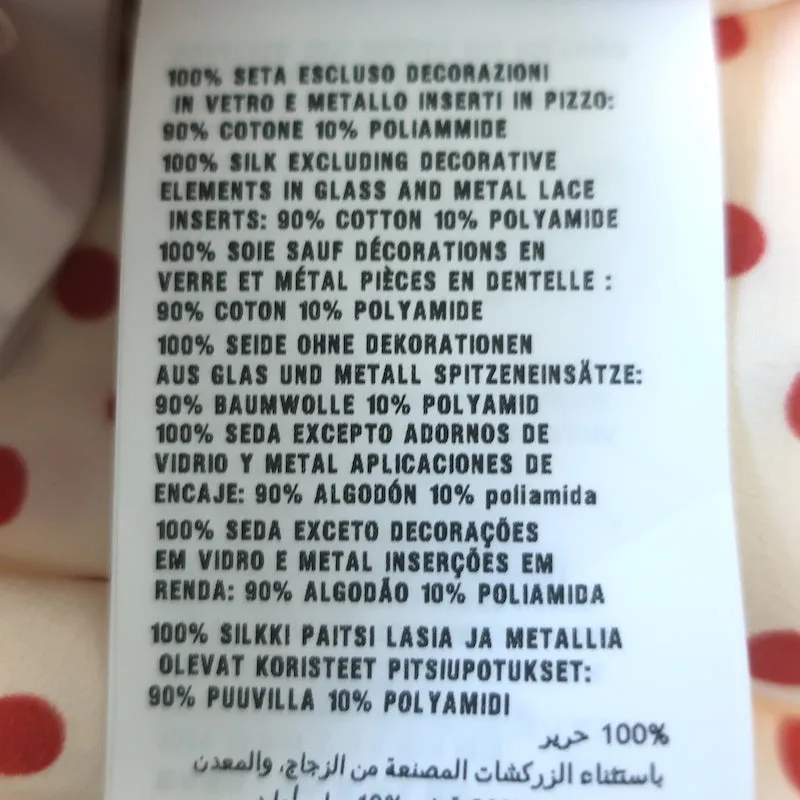 100% SETA ESCLUSO DECORAZIONI
IN VETRO E METALLO INSERTI IN PIZZO:
90% COTONE 10% POLIAMMIDE
100% SILK EXCLUDING DECORATIVE
ELEMENTS IN GLASS AND METAL LACE
INSERTS: 90% COTTON 10% POLYAMIDE
100% SOIE SAUF DÉCORATIONS EN
VERRE ET MÉTAL PIÈCES EN DENTELLE :
90% COTON 10% POLYAMIDE
100% SEIDE OHNE DEKORATIONEN
AUS GLAS UND METALL SPITZENEINSÄTZE:
90% BAUMWOLLE 10% POLYAMID
100% SEDA EXCEPTO ADORNOS DE
VIDRIO Y METAL APLICACIONES DE
ENCAJE: 90% ALGODÓN 10% poliamida
100% SEDA EXCETO DECORAÇÕES
EM VIDRO E METAL INSERÇÕES EM
RENDA: 90% ALGODÃO 10% POLIAMIDA
100% SILKKI PAITSI LASIA JA METALLIA
OLEVAT KORISTEET PITSIUPOTUKSET:
90% PUUVILLA 10% POLYAMIDI
100% حرير
باستثناء الزركشات المصنعة من الزجاج، والمعدن